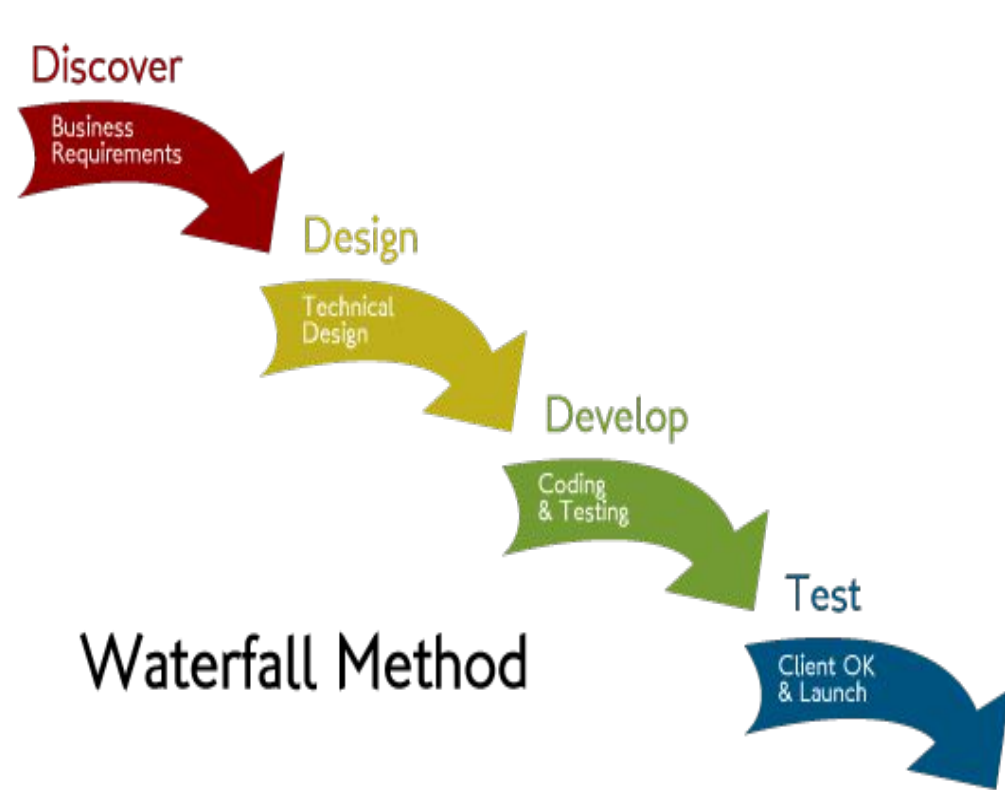 Discover
Business
Requirements
Design
Technical
Design
Develop
Coding
& Testing
Test
Client OK
& Launch
Waterfall Method